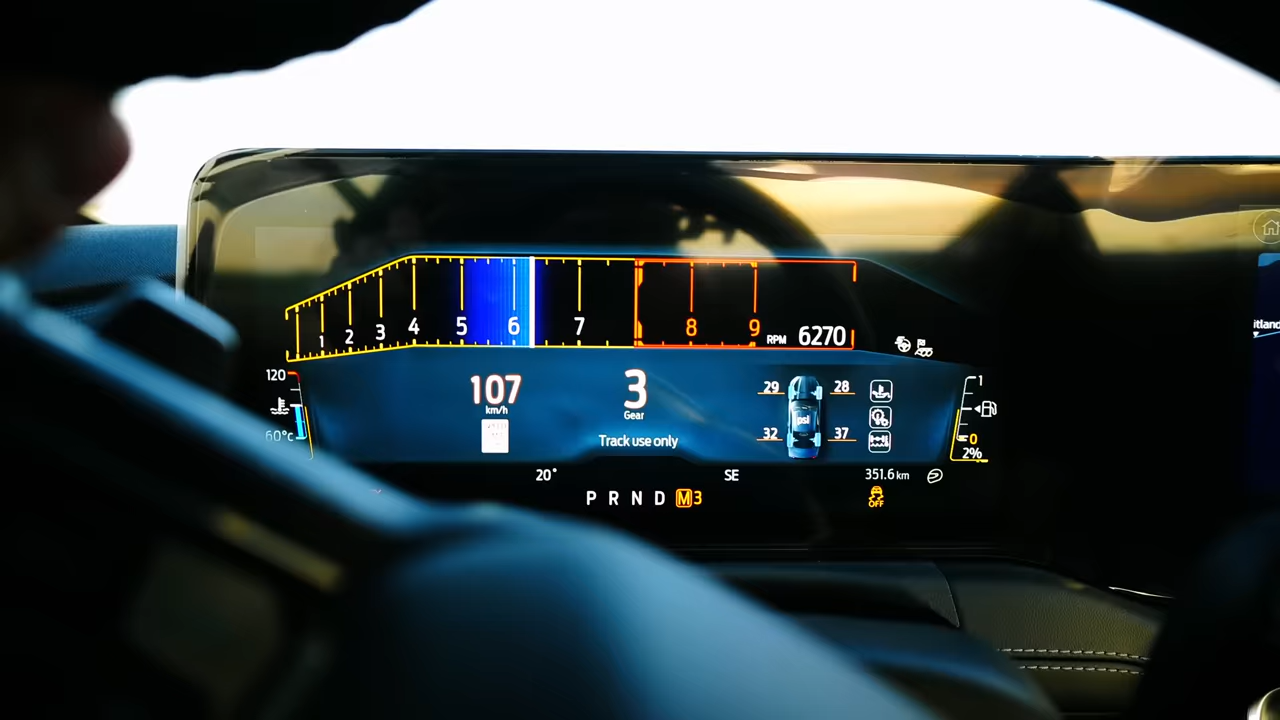 1 2 3 4 5 6 7 8 9 RPM 6270
120
60°c
107
km/h
3
Gear
Track use only
29 28
psi
32 37
1
0
2%
20° SE 351.6 km
P R N D M 3
OFF